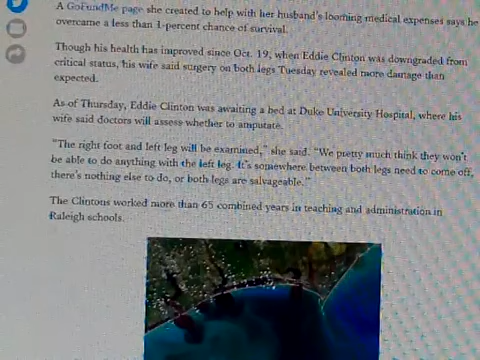 A GoFundMe page she created to help with her husband's looming medical expenses says he
overcame a less than 1-percent chance of survival.
Though his health has improved since Oct. 19, when Eddie Clinton was downgraded from
critical status, his wife said surgery on both legs Tuesday revealed more damage than
expected.
As of Thursday, Eddie Clinton was awaiting a bed at Duke University Hospital, where his
wife said doctors will assess whether to amputate.
"The right foot and left leg will be examined," she said. "We pretty much think they won't
be able to do anything with the left leg. It's somewhere between both legs need to come off,
there's nothing else to do, or both legs are salvageable."
The Clintons worked more than 65 combined years in teaching and administration in
Raleigh schools.